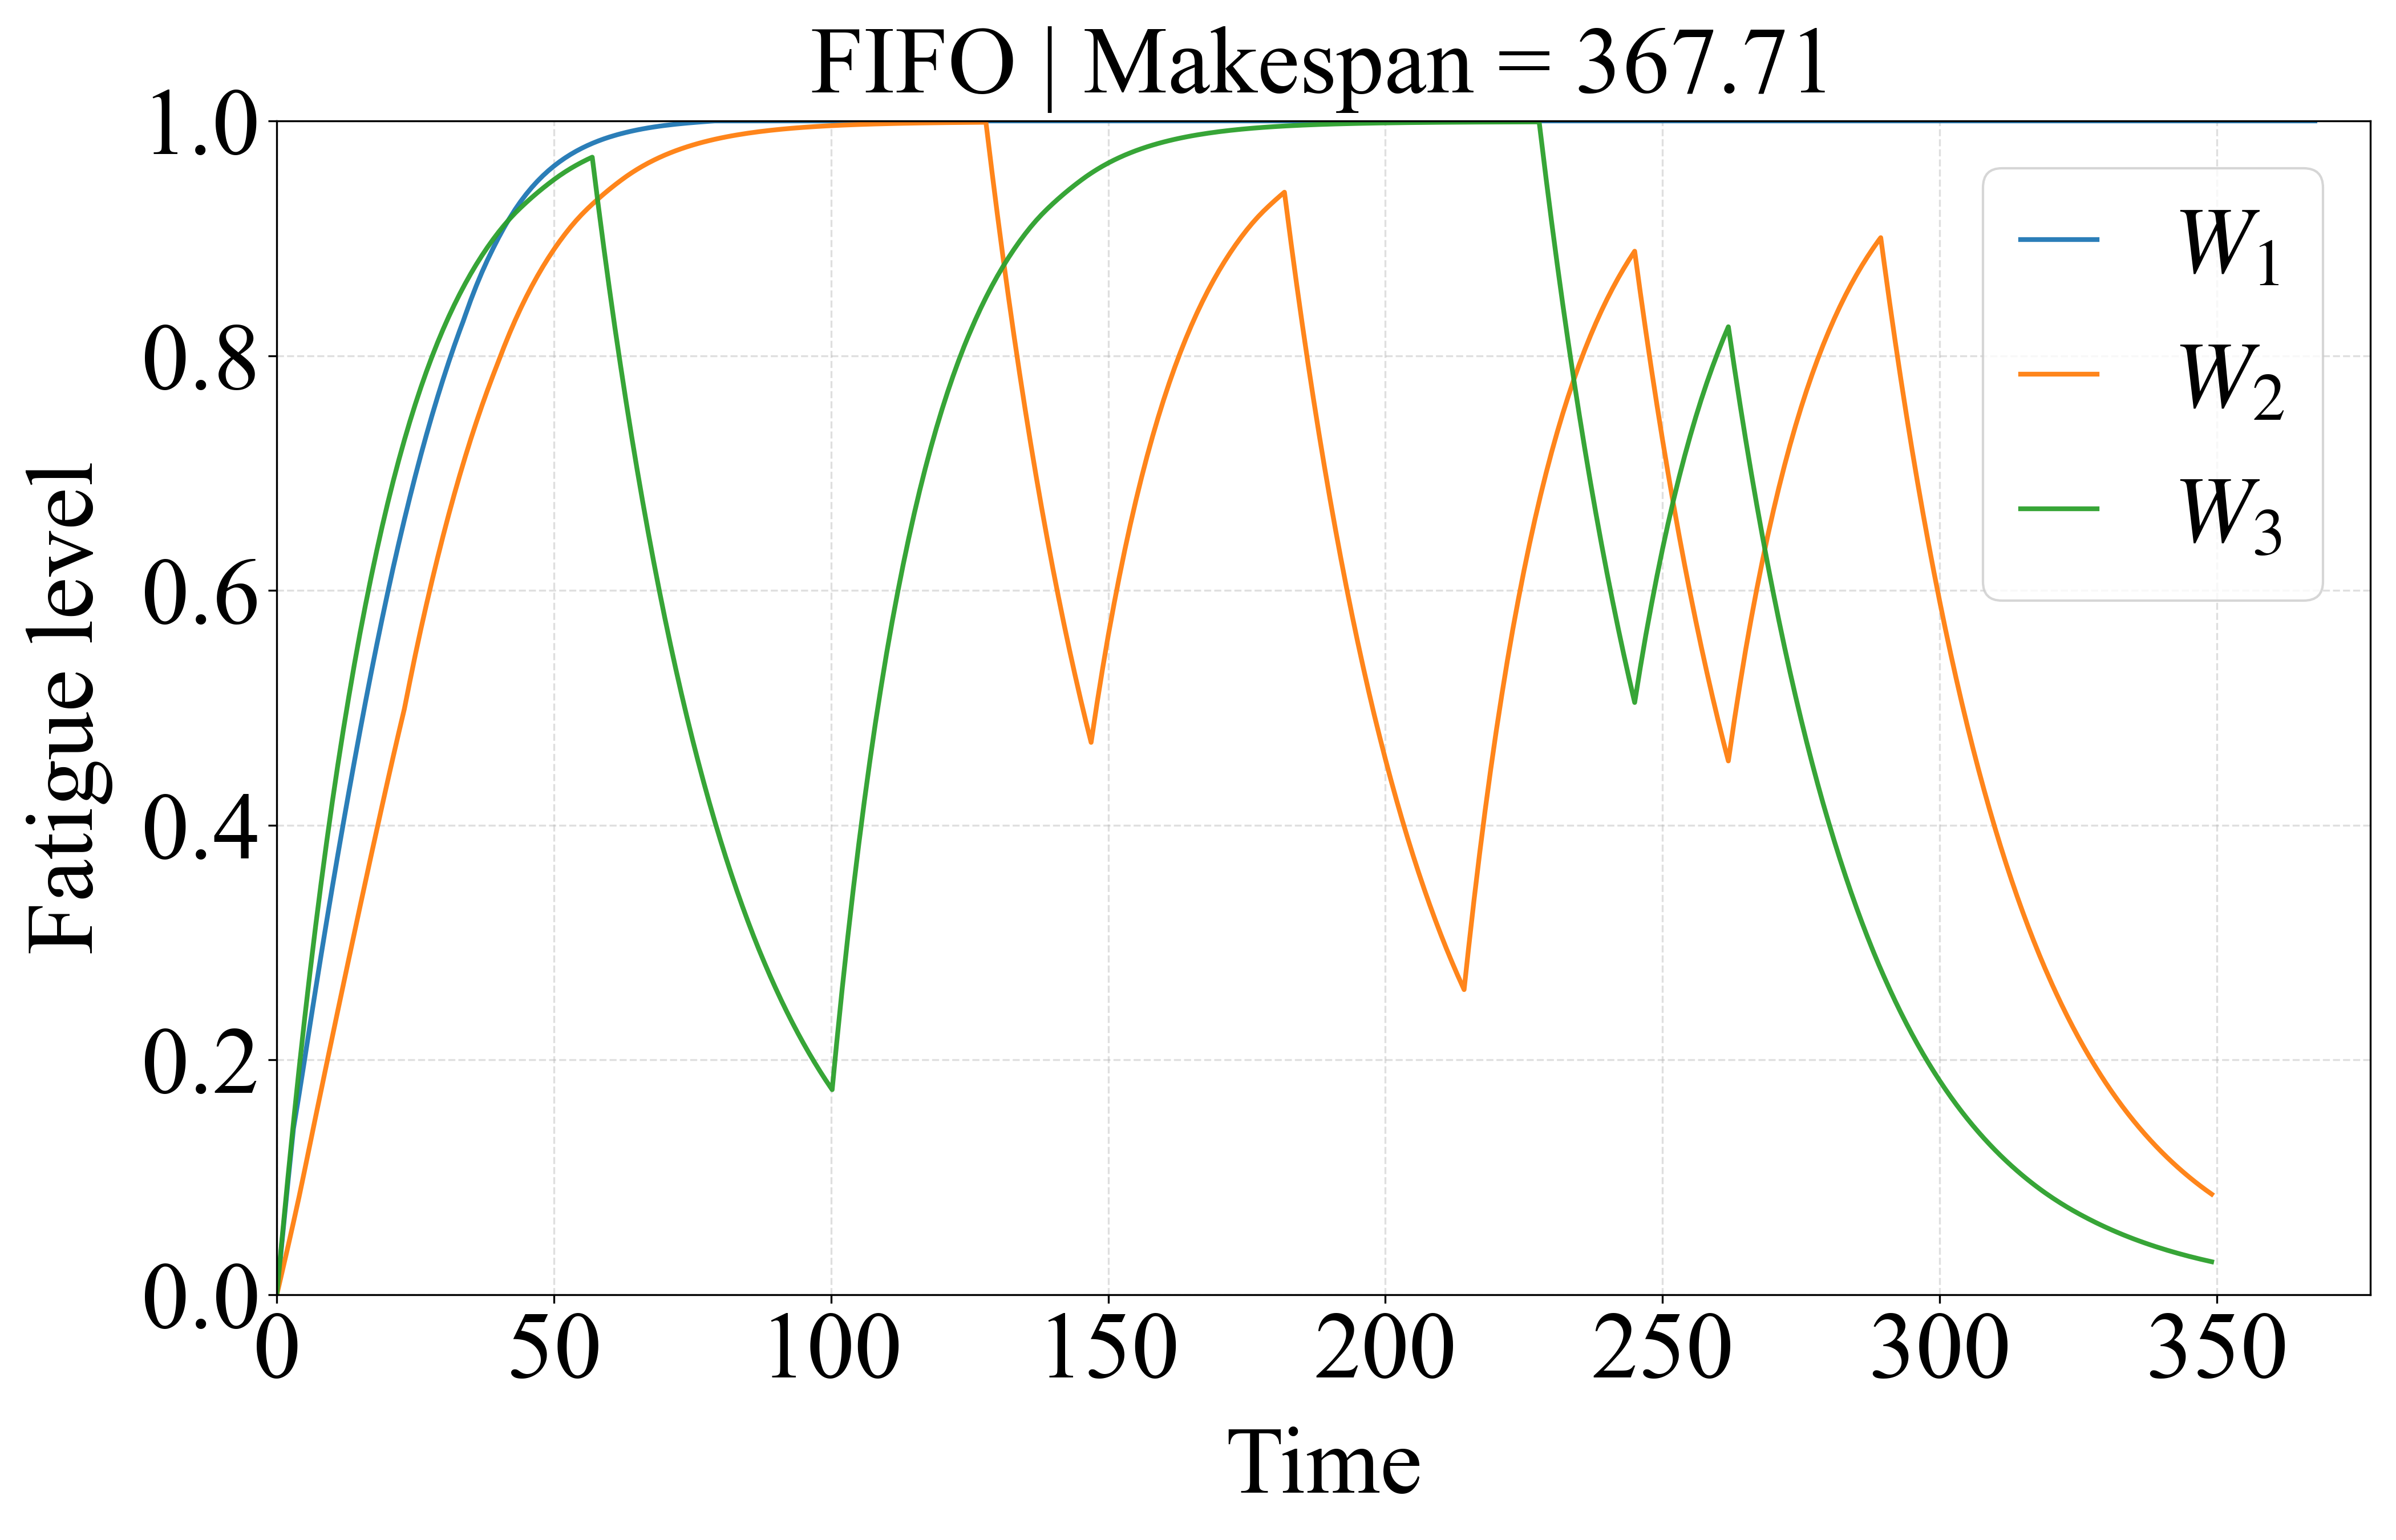 FIFO | Makespan = 367.71
1.0
0.8
0.6
0.4
0.2
0.0
Fatigue level
W1
W2
W3
0 50 100 150 200 250 300 350
Time